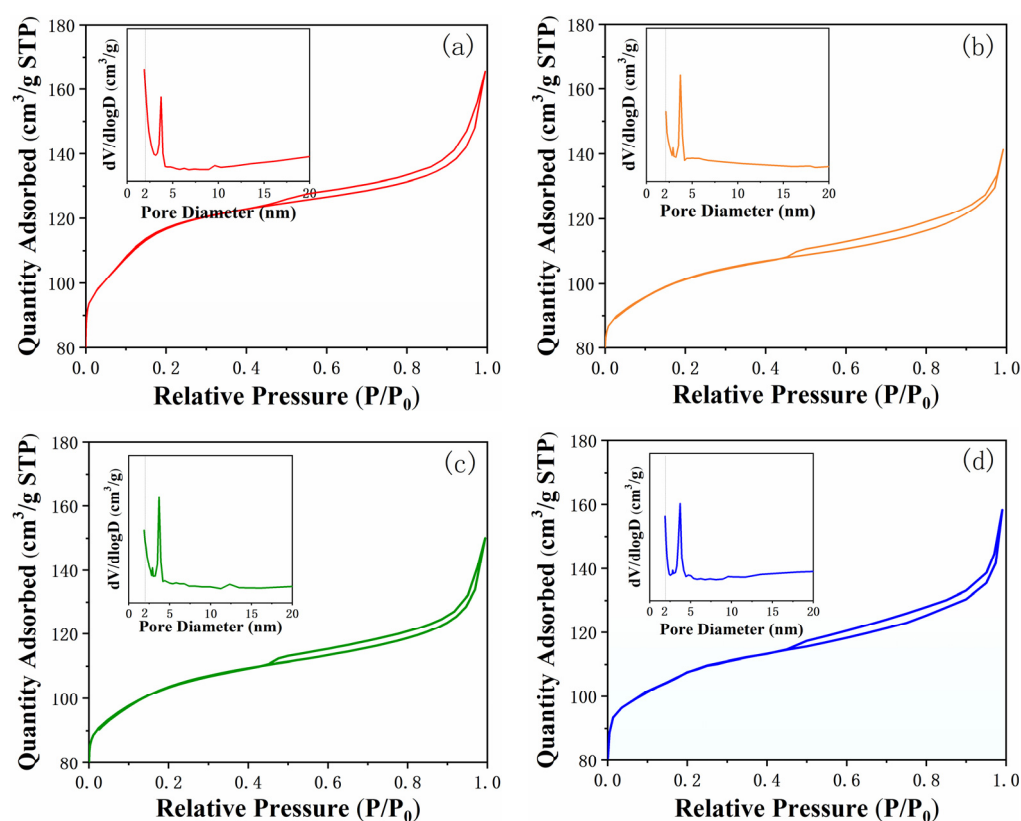 (a)
Quantity Adsorbed (cm³/g STP)
180
160
140
120
100
80
0.0 0.2 0.4 0.6 0.8 1.0
Relative Pressure (P/P₀)
dV/dlogD (cm³/g)
0 2 5 10 15 20
Pore Diameter (nm)
(b)
Quantity Adsorbed (cm³/g STP)
180
160
140
120
100
80
0.0 0.2 0.4 0.6 0.8 1.0
Relative Pressure (P/P₀)
dV/dlogD (cm³/g)
0 2 5 10 15 20
Pore Diameter (nm)
(c)
Quantity Adsorbed (cm³/g STP)
180
160
140
120
100
80
0.0 0.2 0.4 0.6 0.8 1.0
Relative Pressure (P/P₀)
dV/dlogD (cm³/g)
0 2 5 10 15 20
Pore Diameter (nm)
(d)
Quantity Adsorbed (cm³/g STP)
180
160
140
120
100
80
0.0 0.2 0.4 0.6 0.8 1.0
Relative Pressure (P/P₀)
dV/dlogD (cm³/g)
0 2 5 10 15 20
Pore Diameter (nm)